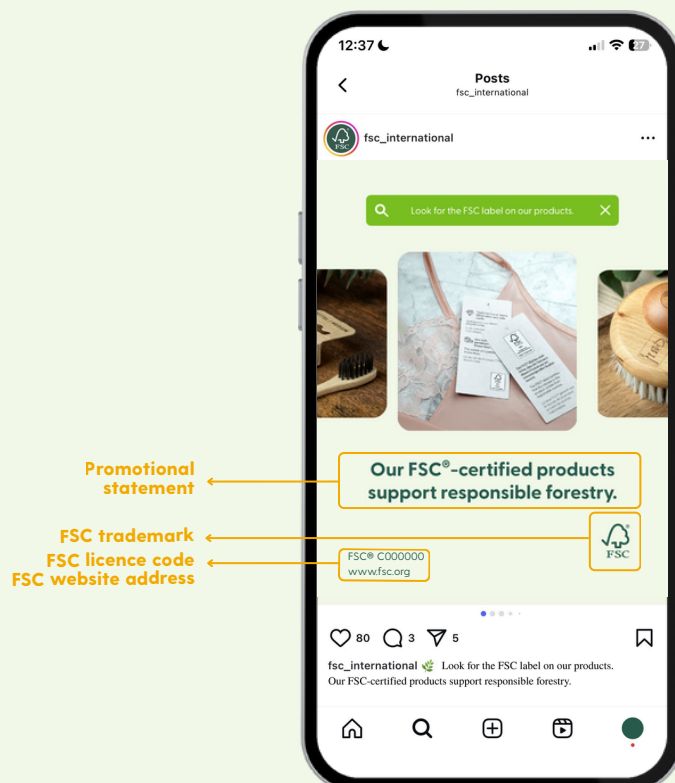 12:37
27
Posts
fsc_international
fsc_international
FSC
Look for the FSC label on our products.
Promotional
statement
Our FSC®-certified products
support responsible forestry.
FSC trademark
FSC
FSC licence code
FSC website address
FSC® C000000
www.fsc.org
80
3
5
fsc_international 🌿 Look for the FSC label on our products.
Our FSC-certified products support responsible forestry.